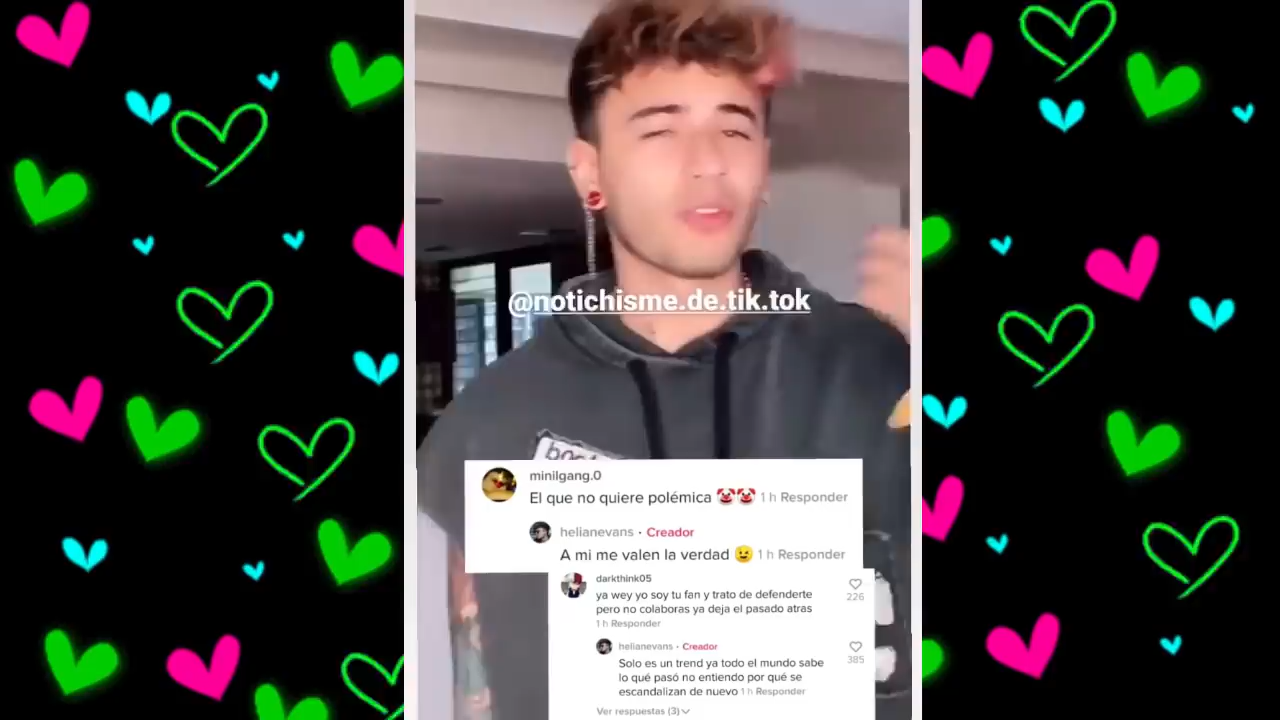 @notichisme.de.tik.tok
minilgang.0
El que no quiere polémica 🤡🤡 1 h Responder
helianevans · Creador
A mi me valen la verdad 😉 1 h Responder
darkthink05
ya wey yo soy tu fan y trato de defenderte
pero no colaboras ya deja el pasado atras
226
1 h Responder
helianevans · Creador
Solo es un trend ya todo el mundo sabe
385
lo qué pasó no entiendo por qué se
escandalizan de nuevo 1 h Responder
Ver respuestas (3)